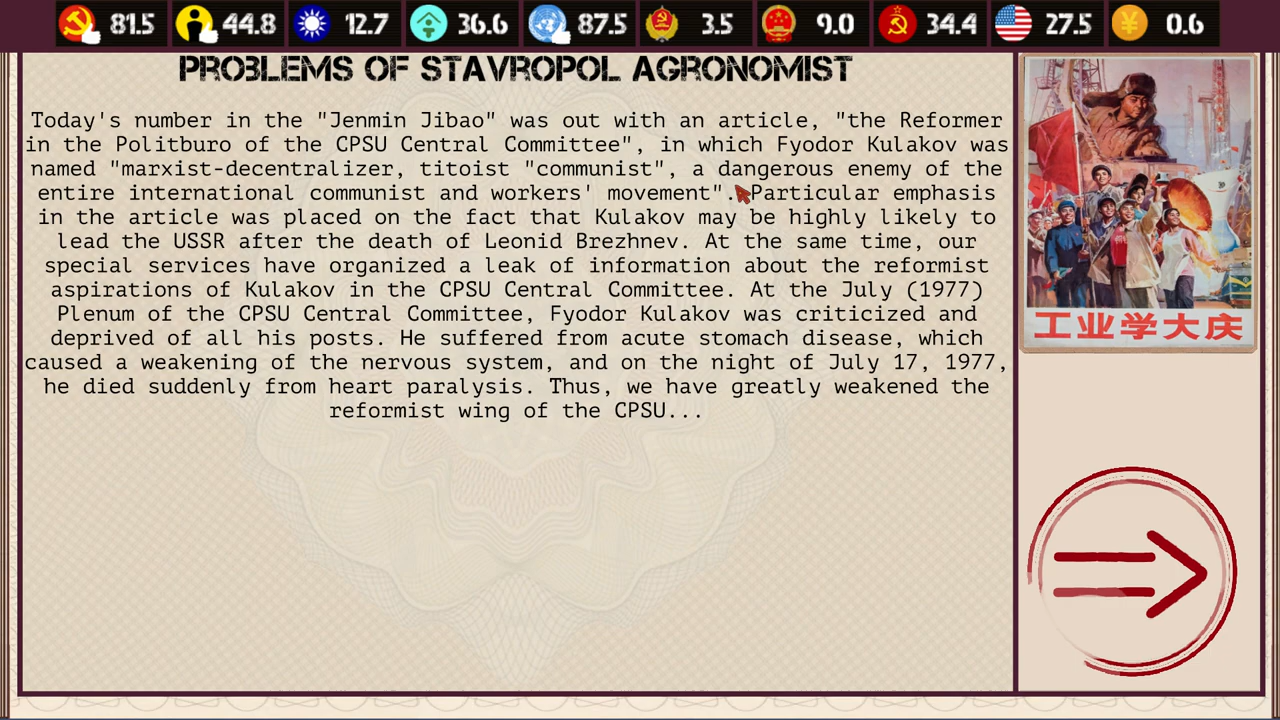 81.5 44.8 12.7 36.6 87.5 3.5 9.0 34.4 27.5 0.6
PROBLEMS OF STAVROPOL AGRONOMIST
Today's number in the "Jenmin Jibao" was out with an article, "the Reformer
in the Politburo of the CPSU Central Committee", in which Fyodor Kulakov was
named "marxist-decentralizer, titoist "communist", a dangerous enemy of the
entire international communist and workers' movement". Particular emphasis
in the article was placed on the fact that Kulakov may be highly likely to
lead the USSR after the death of Leonid Brezhnev. At the same time, our
special services have organized a leak of information about the reformist
aspirations of Kulakov in the CPSU Central Committee. At the July (1977)
Plenum of the CPSU Central Committee, Fyodor Kulakov was criticized and
deprived of all his posts. He suffered from acute stomach disease, which
caused a weakening of the nervous system, and on the night of July 17, 1977,
he died suddenly from heart paralysis. Thus, we have greatly weakened the
reformist wing of the CPSU...
工业学大庆